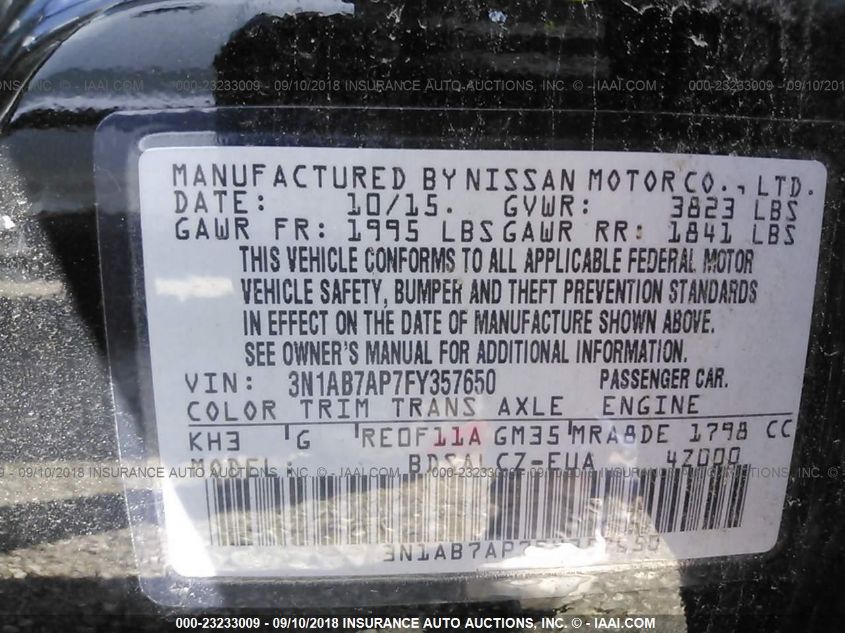 000-23233009 - 09/10/2018 INSURANCE AUTO AUCTIONS, INC. - IAAI.COM
MANUFACTURED BY NISSAN MOTOR CO., LTD.
DATE: 10/15. GVWR: 3823 LBS
GAWR FR: 1995 LBS GAWR RR: 1841 LBS
THIS VEHICLE CONFORMS TO ALL APPLICABLE FEDERAL MOTOR
VEHICLE SAFETY, BUMPER AND THEFT PREVENTION STANDARDS
IN EFFECT ON THE DATE OF MANUFACTURE SHOWN ABOVE.
SEE OWNER'S MANUAL FOR ADDITIONAL INFORMATION.
VIN: 3N1AB7AP7FY357650 PASSENGER CAR.
COLOR TRIM TRANS AXLE ENGINE
KH3 G RE0F11A GM35 MRA8DE 1798 CC
MODEL:
000-23233009 - 09/10/2018 INSURANCE AUTO AUCTIONS, INC. - IAAI.COM